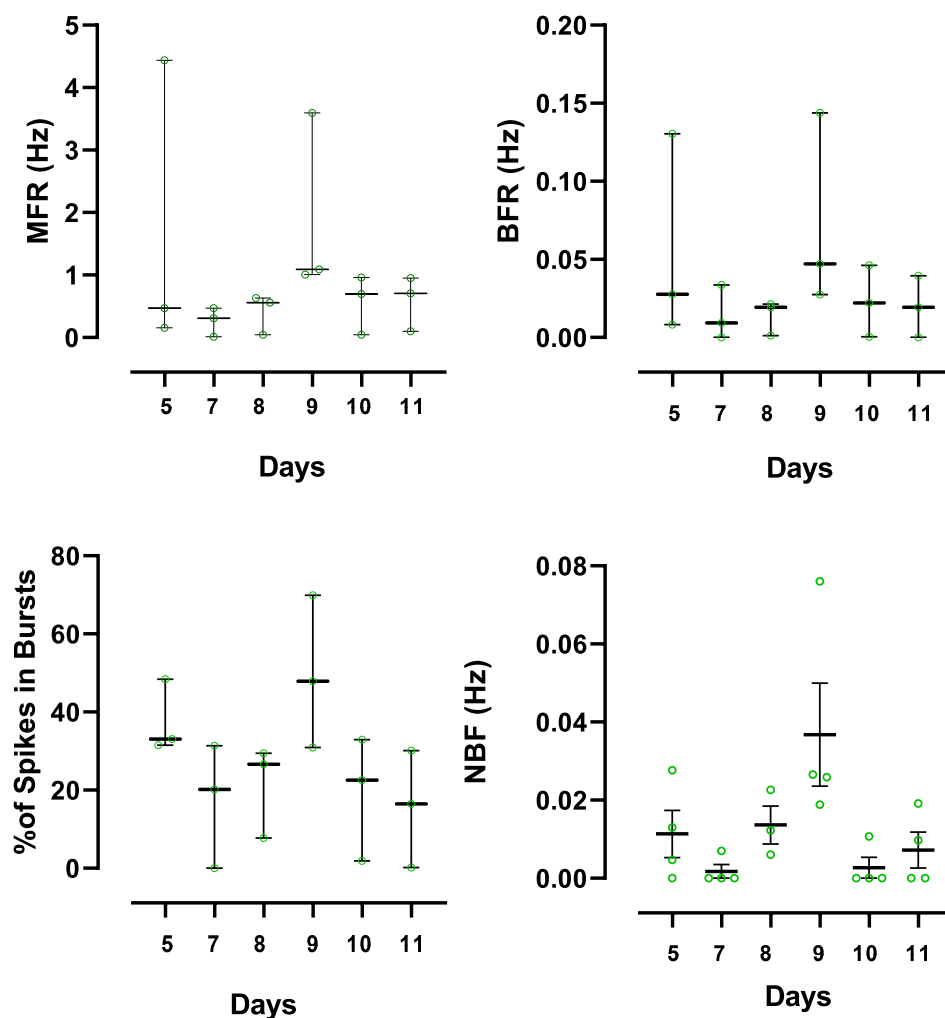 5
4
3
2
1
0
MFR (Hz)
5 7 8 9 10 11
Days
0.20
0.15
0.10
0.05
0.00
BFR (Hz)
5 7 8 9 10 11
Days
80
60
40
20
0
%of Spikes in Bursts
5 7 8 9 10 11
Days
0.08
0.06
0.04
0.02
0.00
NBF (Hz)
5 7 8 9 10 11
Days